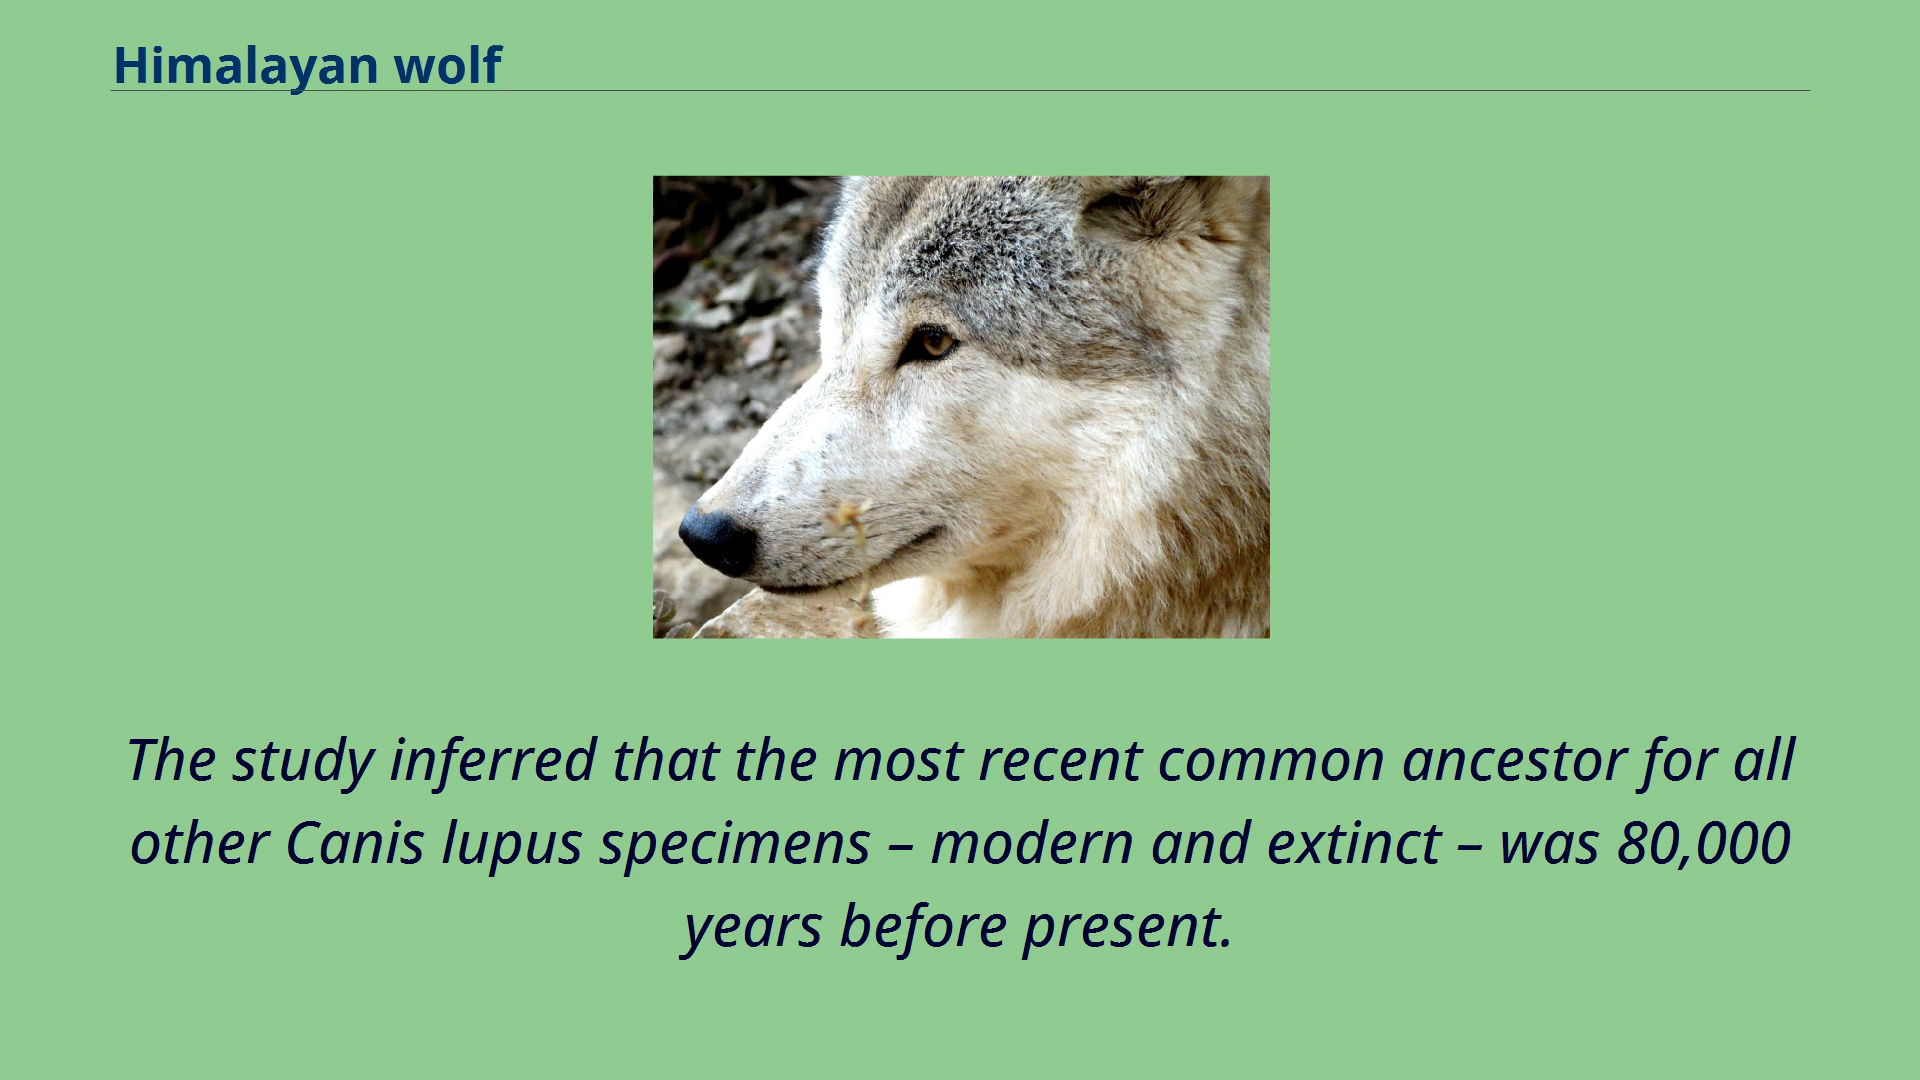 Himalayan wolf
The study inferred that the most recent common ancestor for all
other Canis lupus specimens – modern and extinct – was 80,000
years before present.